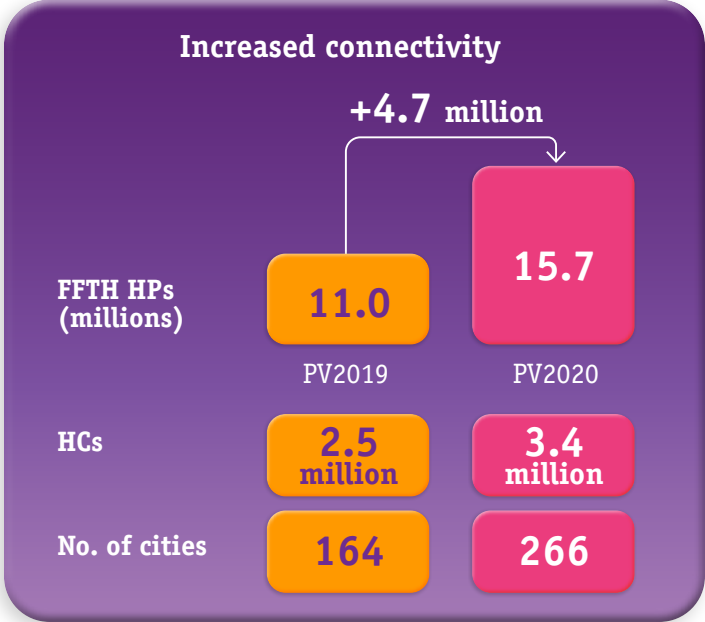 Increased connectivity
+4.7 million
FFTH HPs
(millions)
11.0
15.7
PV2019
PV2020
HCs
2.5
million
3.4
million
No. of cities
164
266